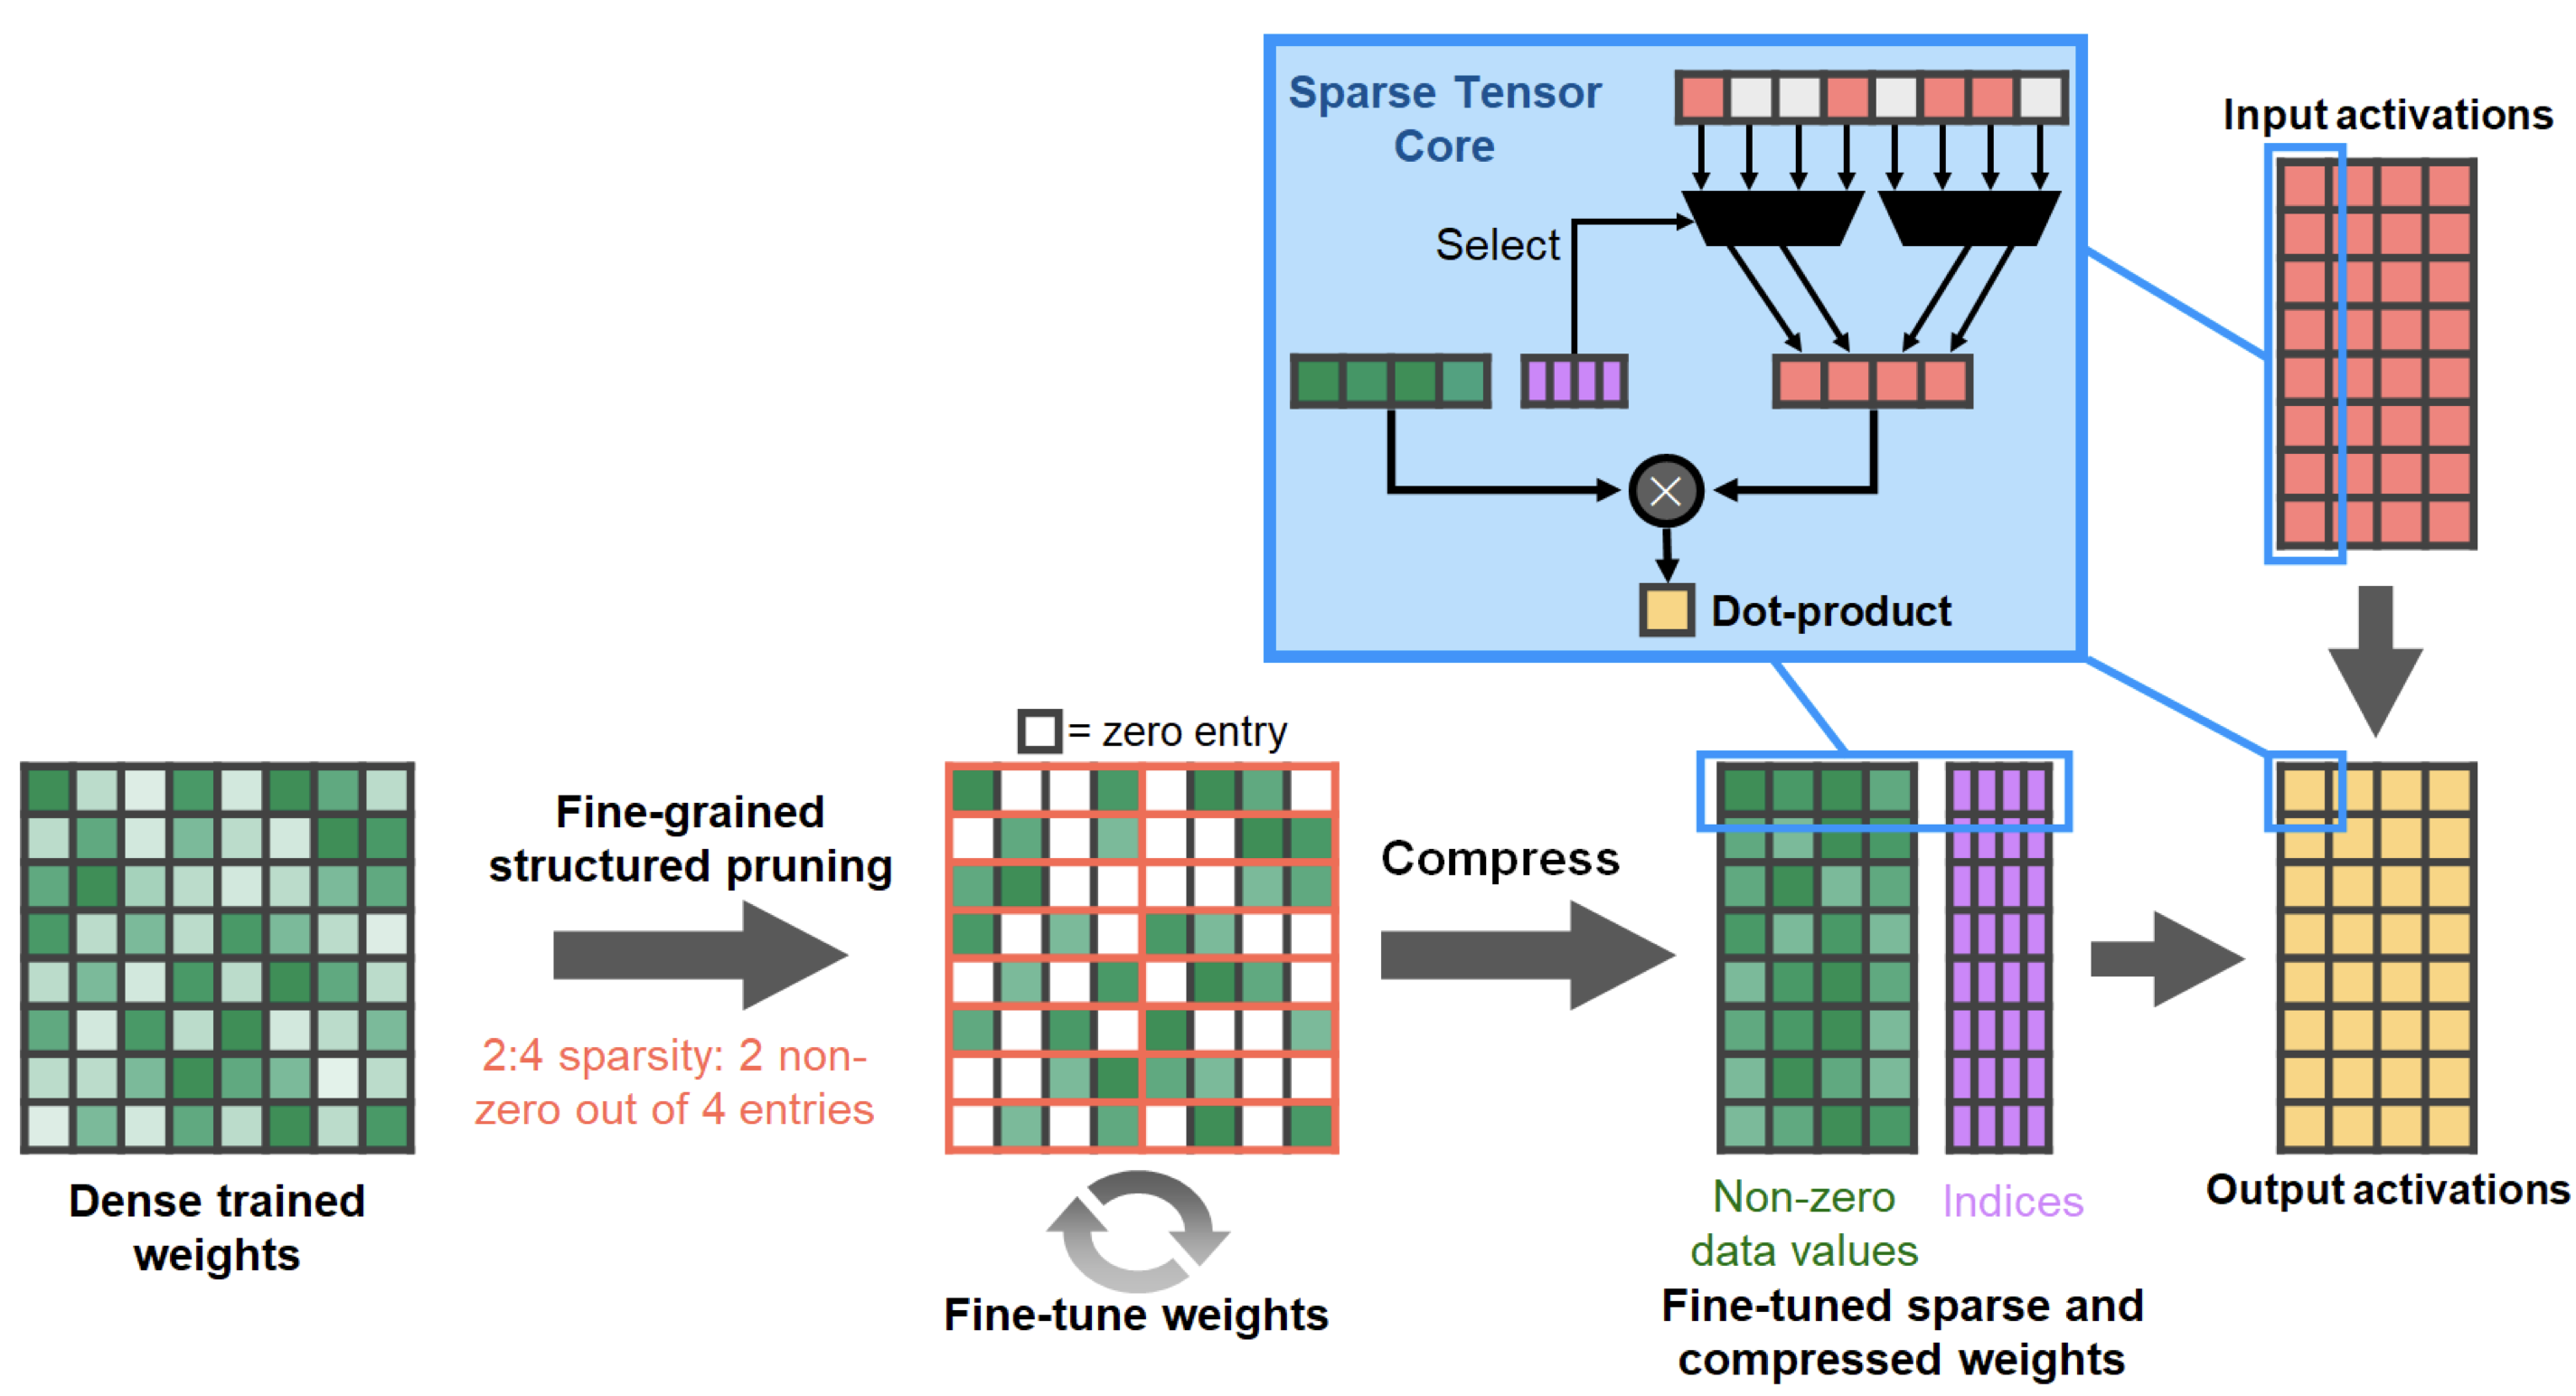 Sparse Tensor
Core
Input activations
Select
Dot-product
= zero entry
Fine-grained
structured pruning
2:4 sparsity: 2 non-
zero out of 4 entries
Compress
Dense trained
weights
Fine-tune weights
Non-zero
data values
Indices
Fine-tuned sparse and
compressed weights
Output activations